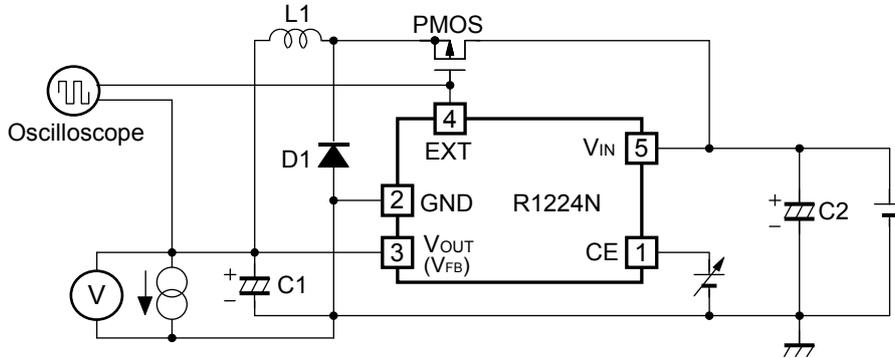 L1
PMOS
Oscilloscope
4
EXT
D1
VIN
5
2
GND
R1224N
+
−
C2
3
VOUT
(VFB)
CE
1
+
−
C1
V